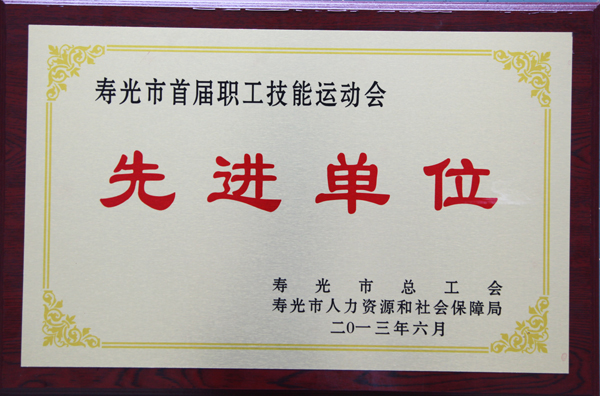 寿光市首届职工技能运动会
先进单位
寿光市总工会
寿光市人力资源和社会保障局
二〇一三年六月